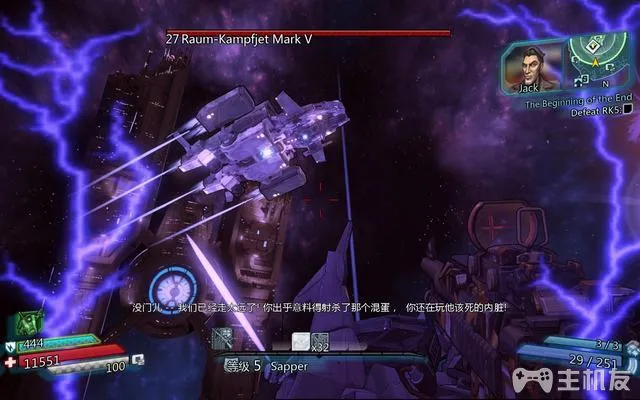 27 Raum-Kampfjet Mark V
Jack
N
The Beginning of the End
Defeat RK5:
没门儿 - 我们已经走太远了! 你出乎意料得射杀了那个混蛋， 你还在玩他该死的内脏!
x32
444
11551
100
等级 5 Sapper
3 / 3
29 / 251
主机友